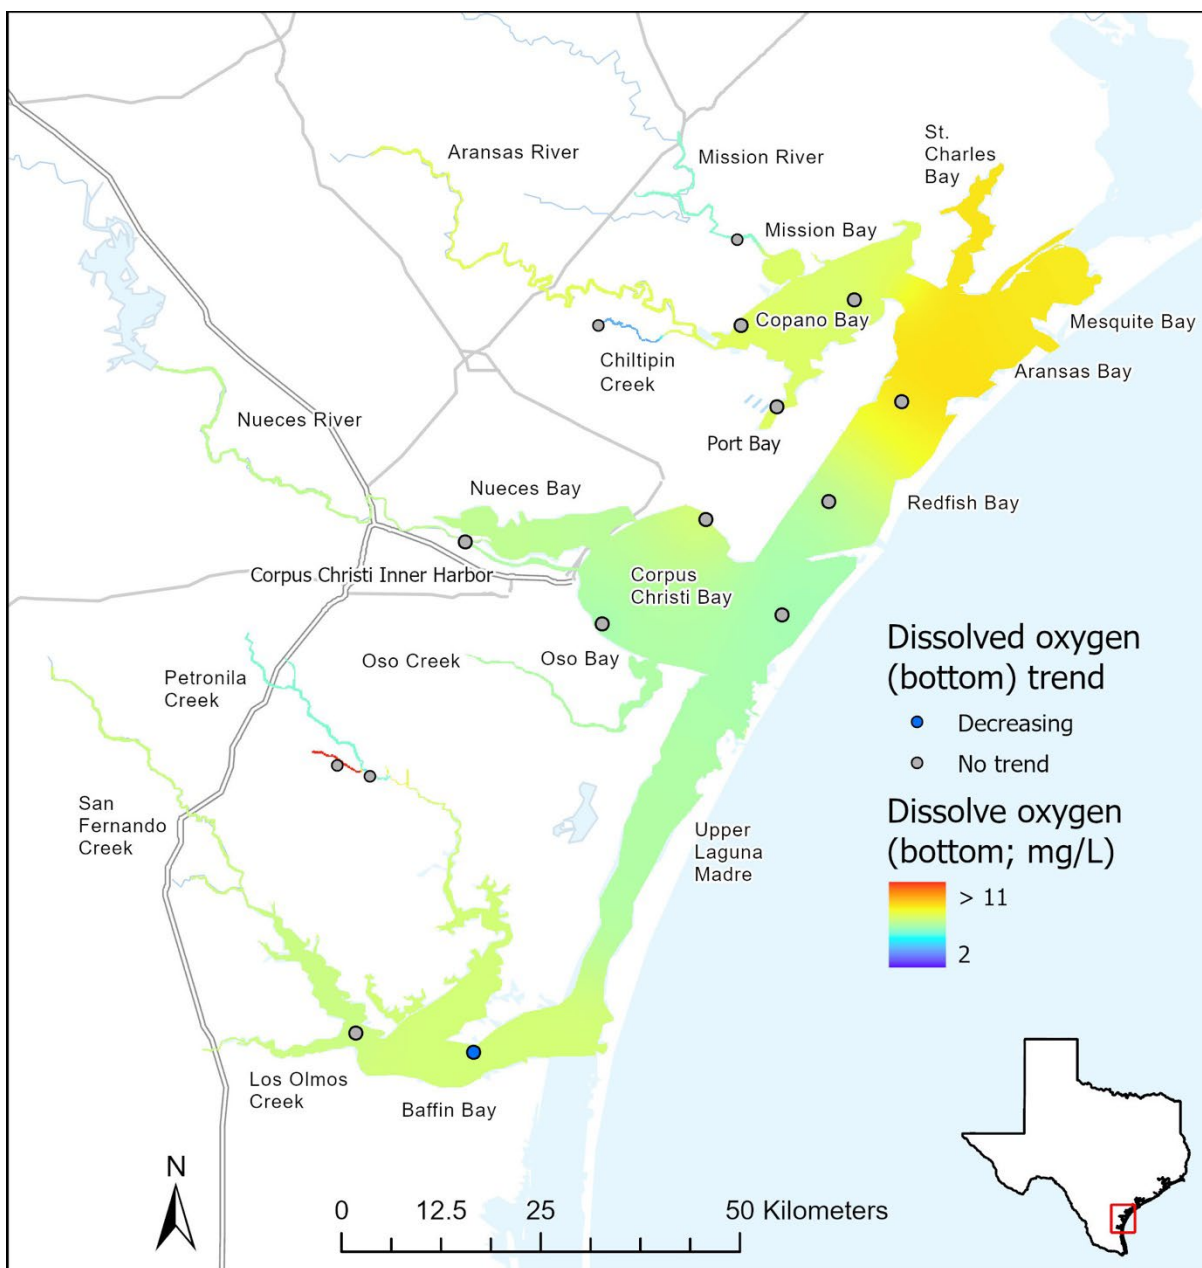 Aransas River
Mission River
St.
Charles
Bay
Mission Bay
Copano Bay
Mesquite Bay
Chiltipin
Creek
Aransas Bay
Nueces River
Port Bay
Nueces Bay
Redfish Bay
Corpus Christi Inner Harbor
Corpus
Christi Bay
Oso Creek
Oso Bay
Petronila
Creek
San
Fernando
Creek
Upper
Laguna
Madre
Los Olmos
Creek
Baffin Bay
Dissolved oxygen
(bottom) trend
Decreasing
No trend
Dissolve oxygen
(bottom; mg/L)
> 11
2
N
0 12.5 25 50 Kilometers